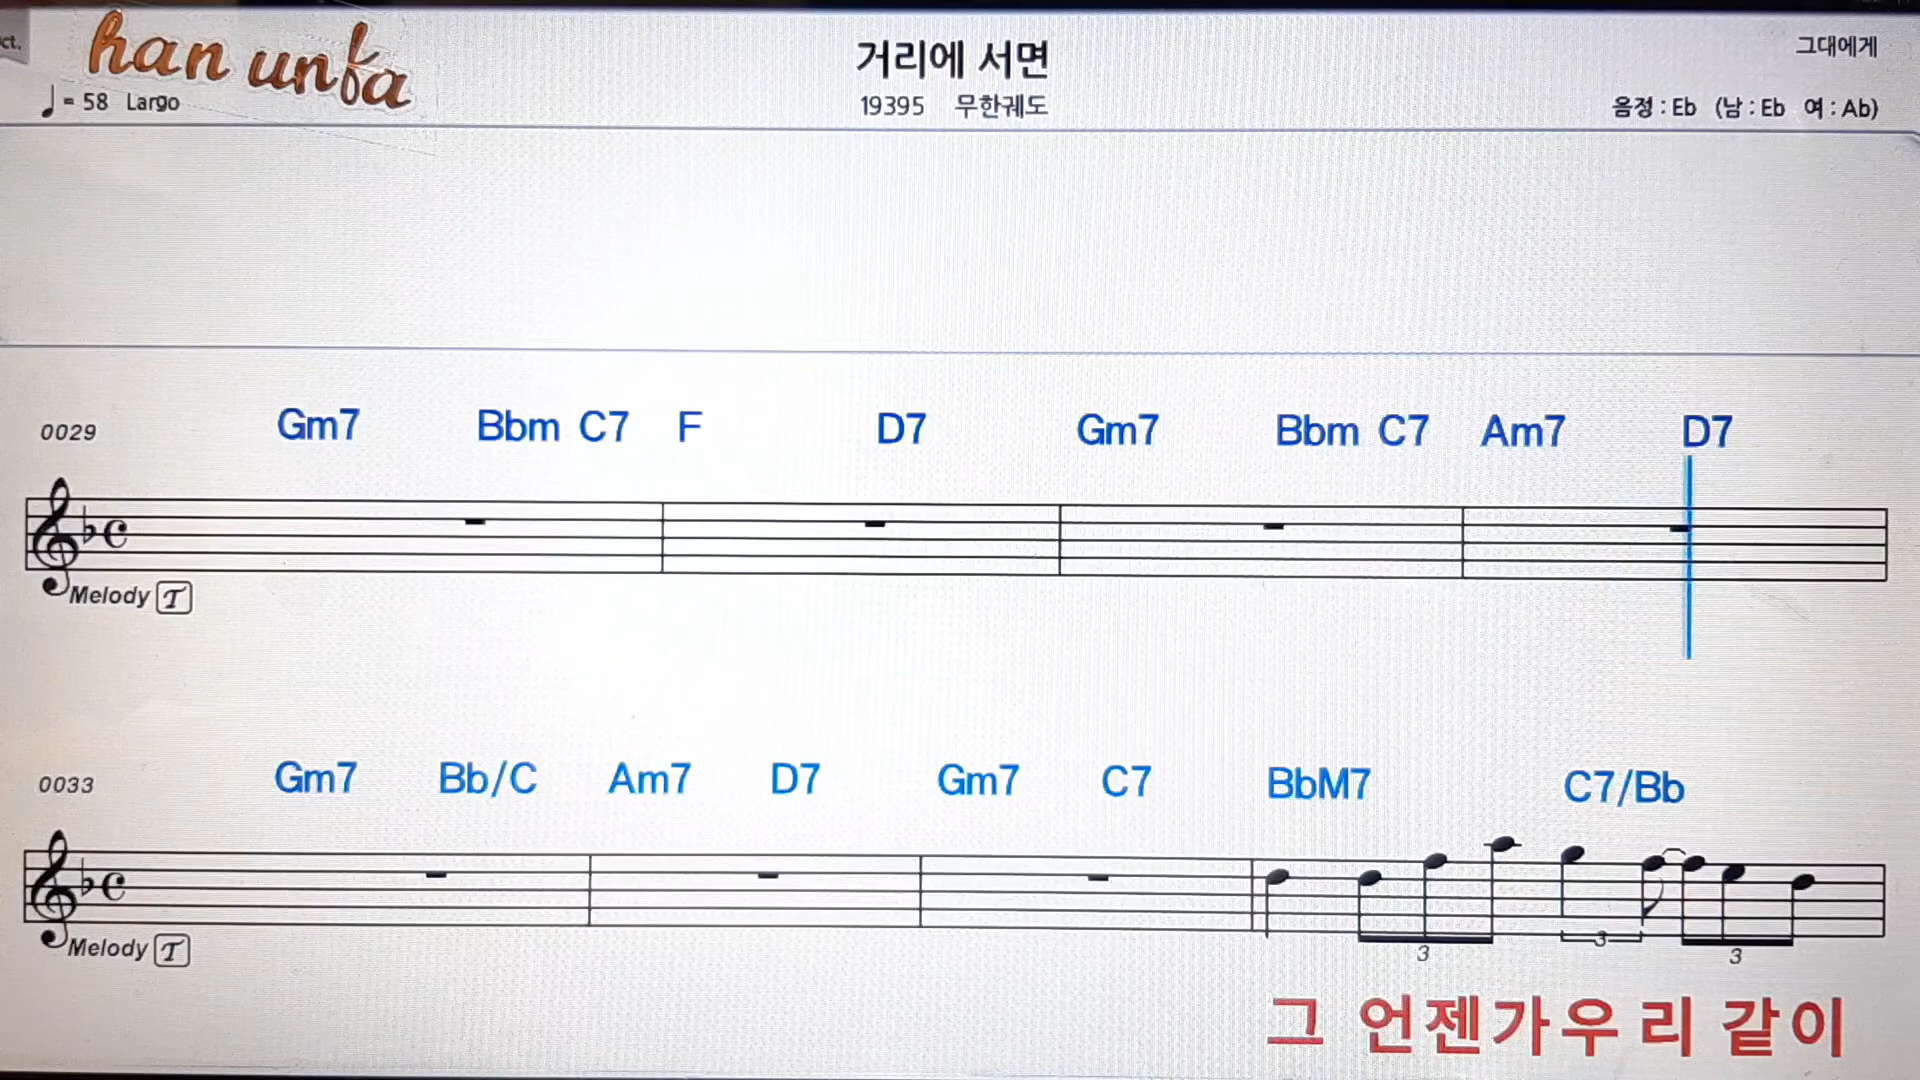 ct.
han unfa
그대에게
거리에 서면
♩= 58 Largo
19395 무한궤도
음정 : Eb (남 : Eb 여 : Ab)
0029 Gm7 Bbm C7 F D7 Gm7 Bbm C7 Am7 D7
Melody T
0033 Gm7 Bb/C Am7 D7 Gm7 C7 BbM7 C7/Bb
Melody T
3 3 3
그 언젠가우리 같이